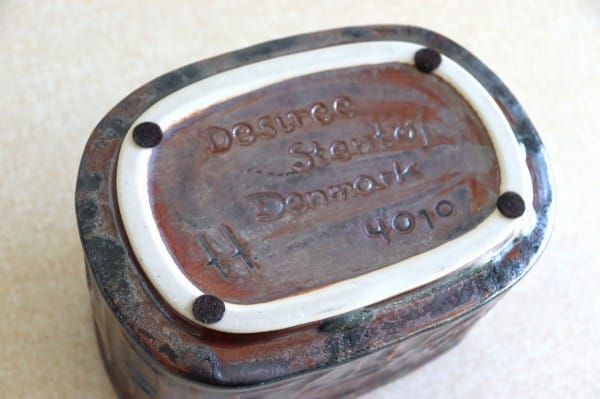 Desiree
Stentøj
Denmark
H 4010